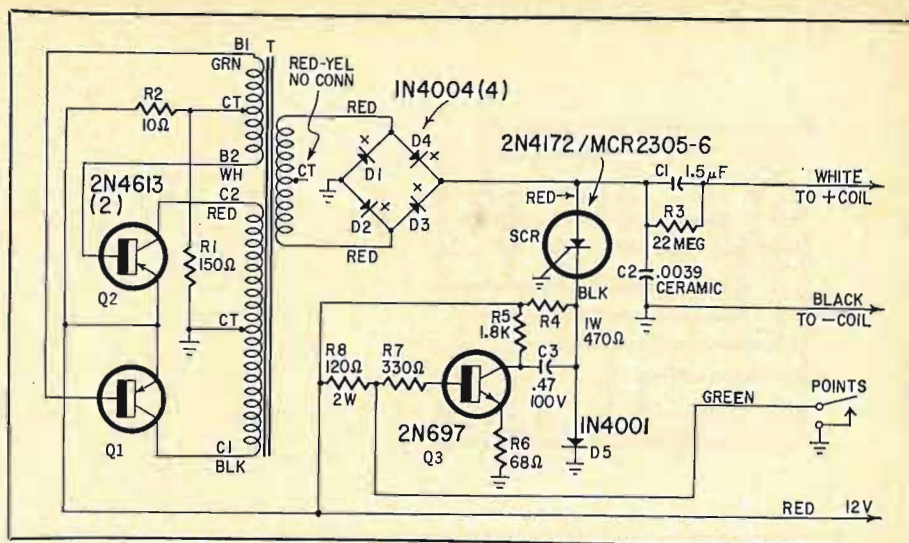 B1
GRN
T
RED-YEL
NO CONN
R2
10Ω
CT
RED
1N4004(4)
D4
D1
CT
D2
D3
RED
B2
WH
2N4613
(2)
C2
RED
Q2
R1
150Ω
CT
Q1
C1
BLK
2N4172/MCR2305-6
RED
SCR
BLK
C1 1.5μF
R3
22 MEG
C2 .0039
CERAMIC
WHITE
TO +COIL
BLACK
TO -COIL
R5
1.8K
R4
1W
470Ω
R8
120Ω
2W
R7
330Ω
C3
.47
100V
2N697
Q3
R6
68Ω
1N4001
D5
GREEN
POINTS
RED 12V